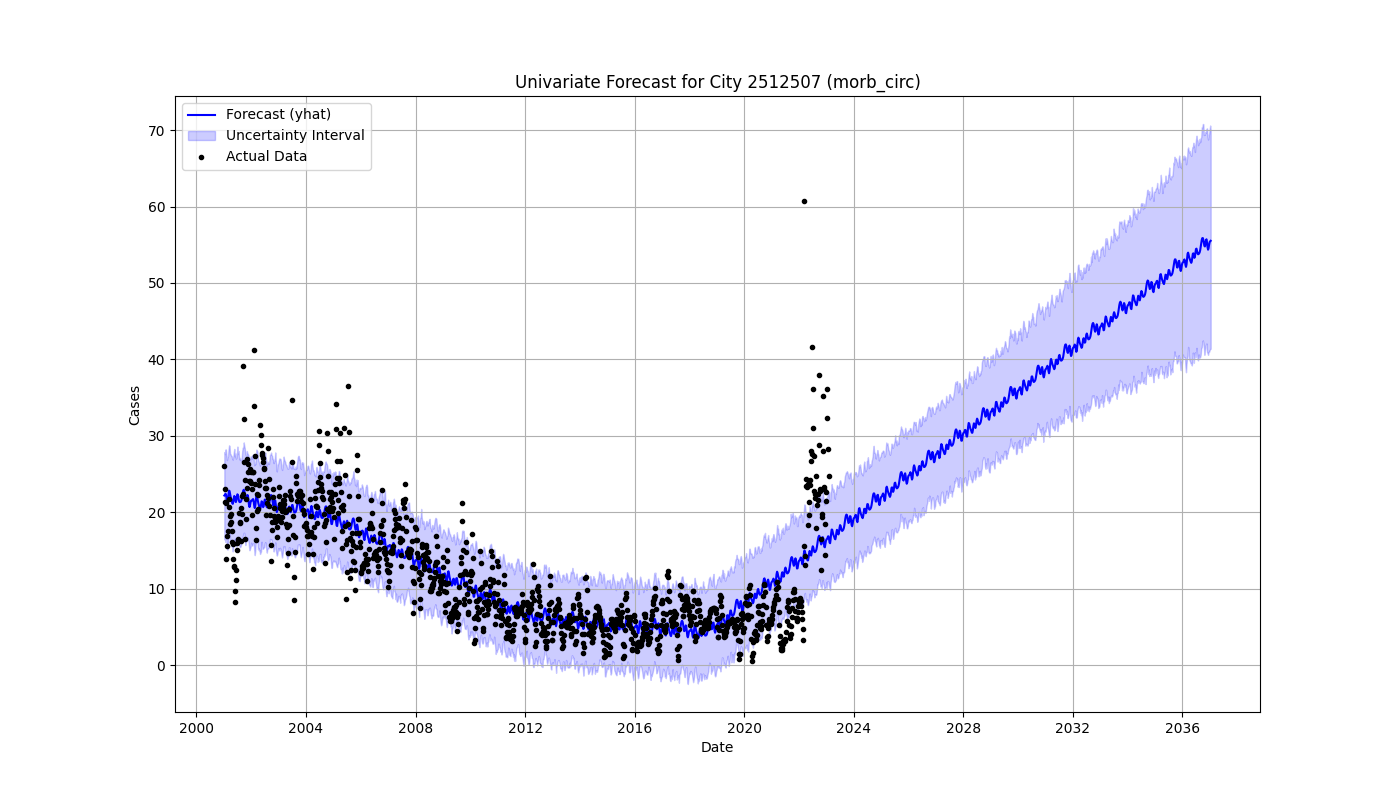 Univariate Forecast for City 2512507 (morb_circ)
Forecast (yhat)
Uncertainty Interval
Actual Data
70
60
50
40
30
20
10
0
Cases
2000 2004 2008 2012 2016 2020 2024 2028 2032 2036
Date